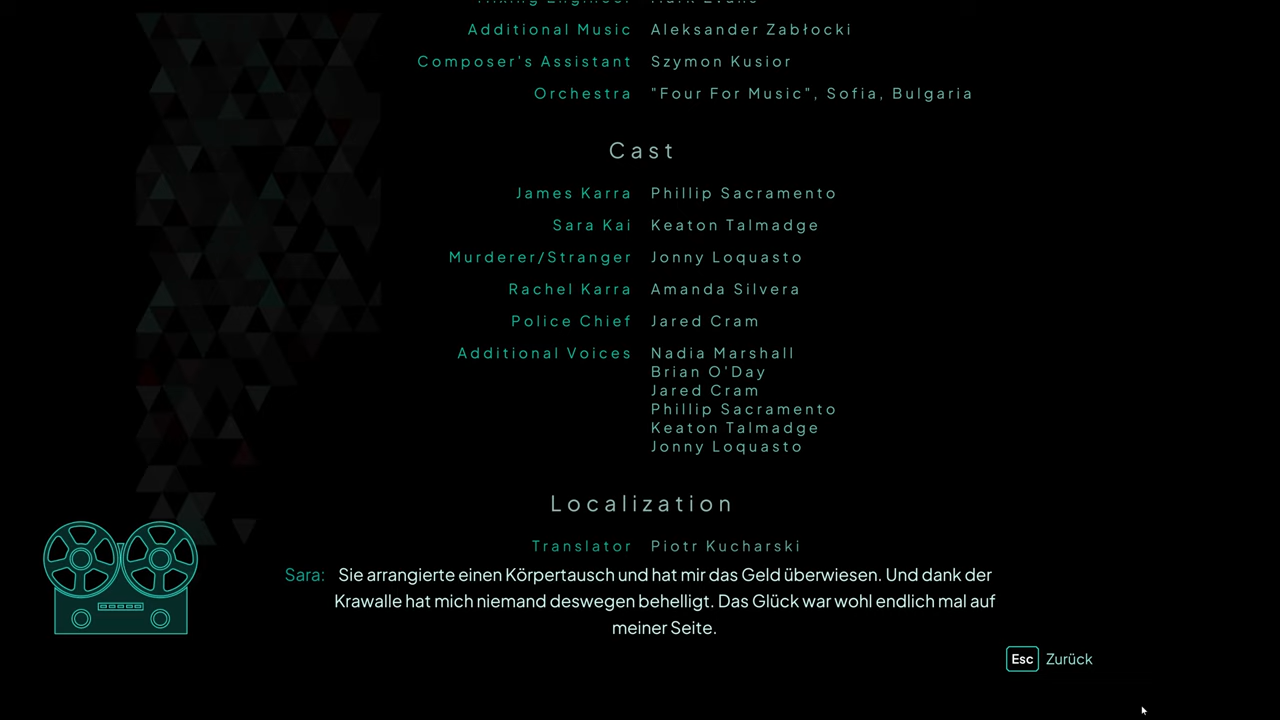 Additional Music Aleksander Zabłocki
Composer's Assistant Szymon Kusior
Orchestra "Four For Music", Sofia, Bulgaria
Cast
James Karra Phillip Sacramento
Sara Kai Keaton Talmadge
Murderer/Stranger Jonny Loquasto
Rachel Karra Amanda Silvera
Police Chief Jared Cram
Additional Voices Nadia Marshall
Brian O'Day
Jared Cram
Phillip Sacramento
Keaton Talmadge
Jonny Loquasto
Localization
Translator Piotr Kucharski
Sara: Sie arrangierte einen Körpertausch und hat mir das Geld überwiesen. Und dank der
Krawalle hat mich niemand deswegen behelligt. Das Glück war wohl endlich mal auf
meiner Seite.
Esc Zurück